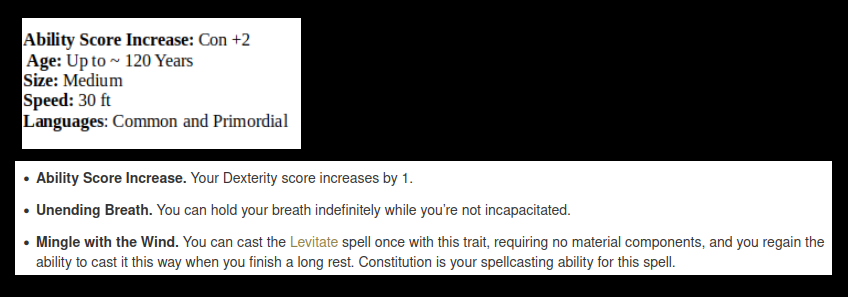 Ability Score Increase: Con +2
Age: Up to ~ 120 Years
Size: Medium
Speed: 30 ft
Languages: Common and Primordial
• Ability Score Increase. Your Dexterity score increases by 1.
• Unending Breath. You can hold your breath indefinitely while you’re not incapacitated.
• Mingle with the Wind. You can cast the Levitate spell once with this trait, requiring no material components, and you regain the
ability to cast it this way when you finish a long rest. Constitution is your spellcasting ability for this spell.